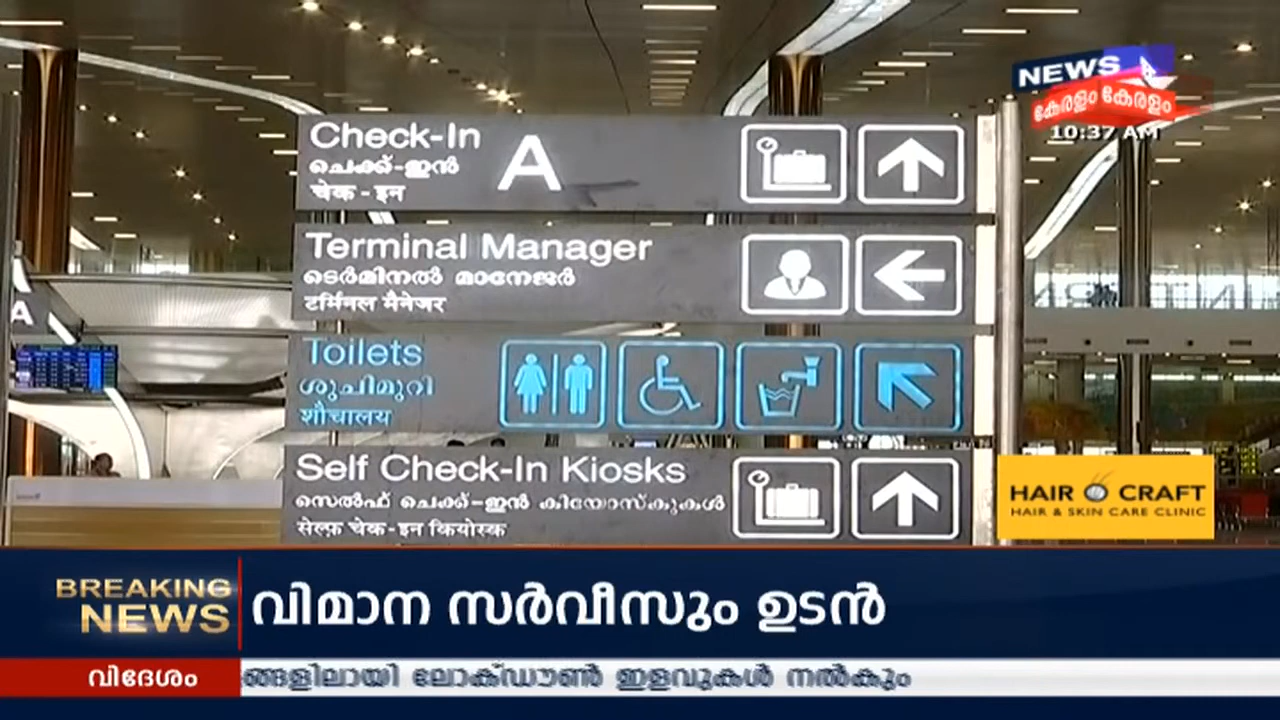 NEWS
കേരളം കേരളം
10:37 AM
Check-In A
ചെക്ക്-ഇൻ
चेक - इन
Terminal Manager
ടെർമിനൽ മാനേജർ
टर्मिनल मैनेजर
Toilets
ശുചിമുറി
शौचालय
Self Check-In Kiosks
സെൽഫ് ചെക്ക്-ഇൻ കിയോസ്കുകൾ
सेल्फ़ चेक-इन कियोस्क
A
HAIR CRAFT
HAIR & SKIN CARE CLINIC
BREAKING NEWS
വിമാന സർവീസും ഉടൻ
വിദേശം
ങ്ങളിലായി ലോക്ഡൗൺ ഇളവുകൾ നൽകും